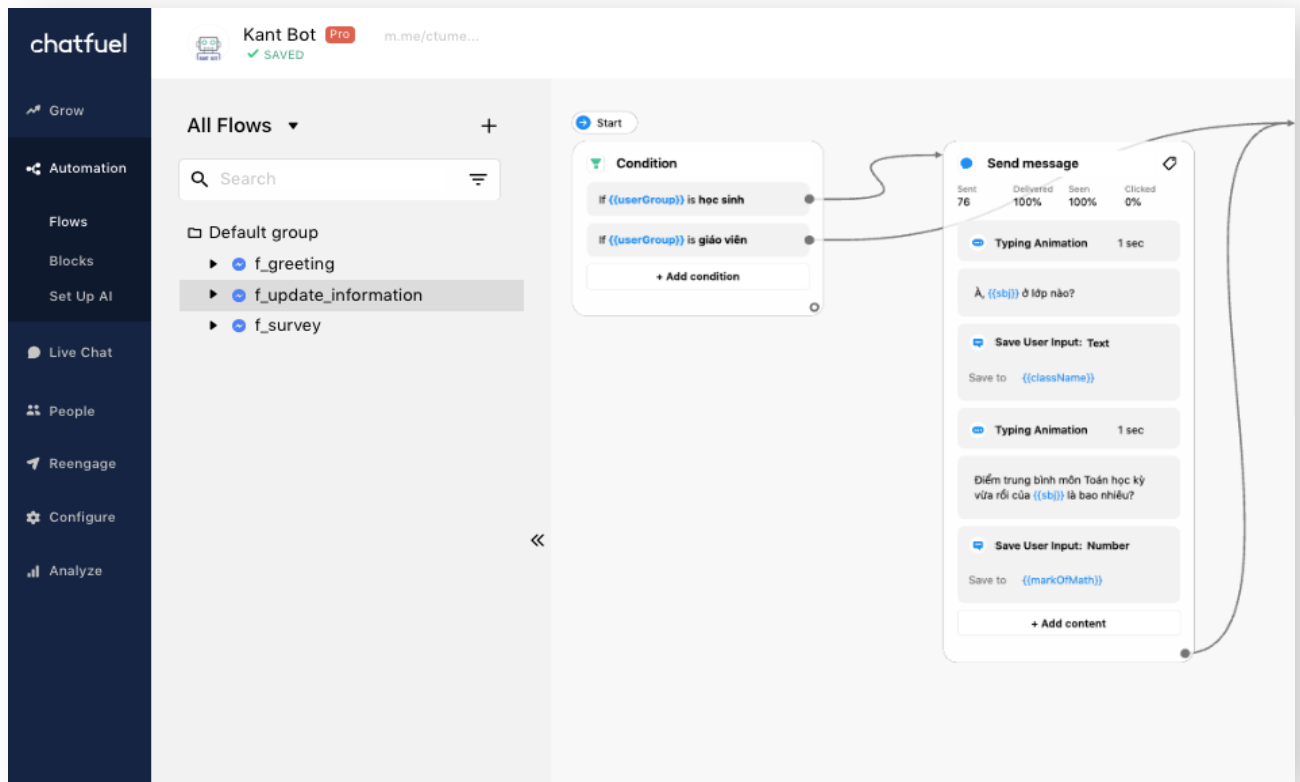 chatfuel
Kant Bot Pro m.me/ctume...
SAVED
Grow
Automation
Flows
Blocks
Set Up AI
Live Chat
People
Reengage
Configure
Analyze
All Flows
Search
Default group
f_greeting
f_update_information
f_survey
Start
Condition
If {{userGroup}} is học sinh
If {{userGroup}} is giáo viên
+ Add condition
Send message
Sent Delivered Seen Clicked
76 100% 100% 0%
Typing Animation 1 sec
À, {{sbj}} ở lớp nào?
Save User Input: Text
Save to {{className}}
Typing Animation 1 sec
Điểm trung bình môn Toán học kỳ
vừa rồi của {{sbj}} là bao nhiêu?
Save User Input: Number
Save to {{markOfMath}}
+ Add content